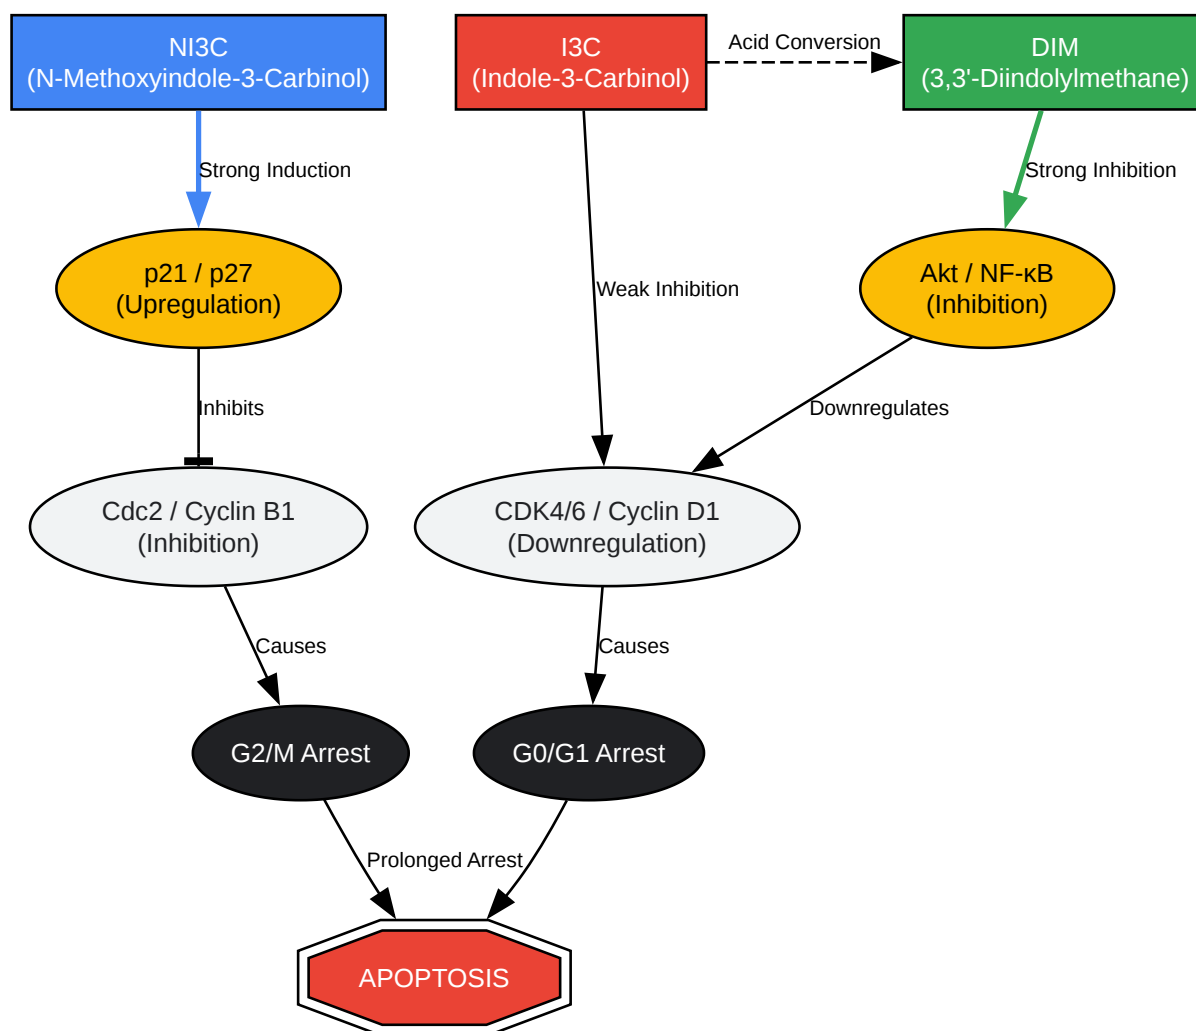 NI3C
(N-Methoxyindole-3-Carbinol)
I3C
(Indole-3-Carbinol)
Acid Conversion
DIM
(3,3'-Diindolylmethane)
Strong Induction
Strong Inhibition
p21 / p27
(Upregulation)
Weak Inhibition
Akt / NF-κB
(Inhibition)
Inhibits
Downregulates
Cdc2 / Cyclin B1
(Inhibition)
CDK4/6 / Cyclin D1
(Downregulation)
Causes
Causes
G2/M Arrest
G0/G1 Arrest
Prolonged Arrest
APOPTOSIS